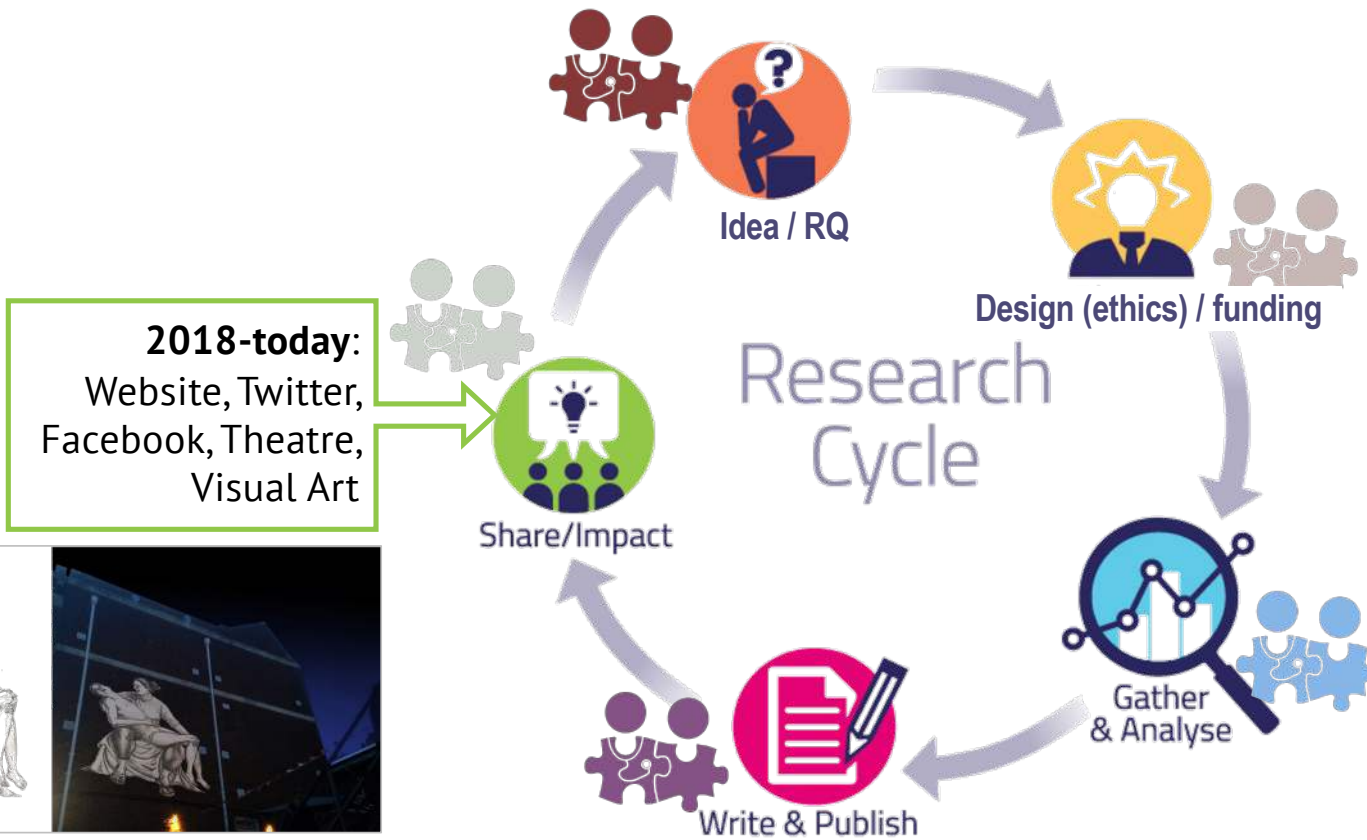 ?
Idea / RQ
Design (ethics) / funding
Research
Cycle
2018-today:
Website, Twitter,
Facebook, Theatre,
Visual Art
Share/Impact
Gather
& Analyse
Write & Publish